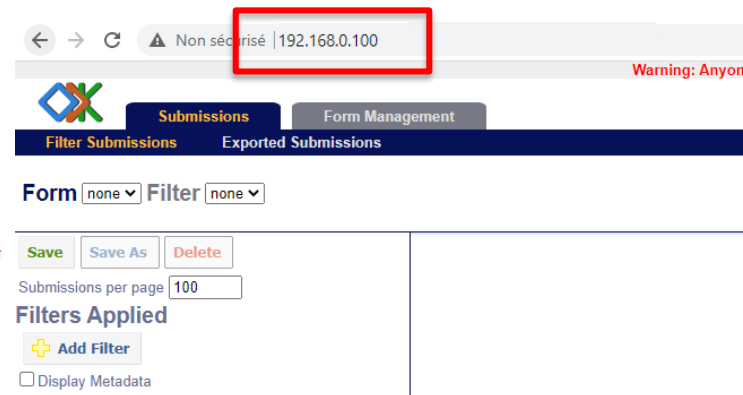 Non sécurisé | 192.168.0.100
Warning: Anyon
Submissions Form Management
Filter Submissions Exported Submissions
Form none Filter none
Save Save As Delete
Submissions per page 100
Filters Applied
Add Filter
Display Metadata